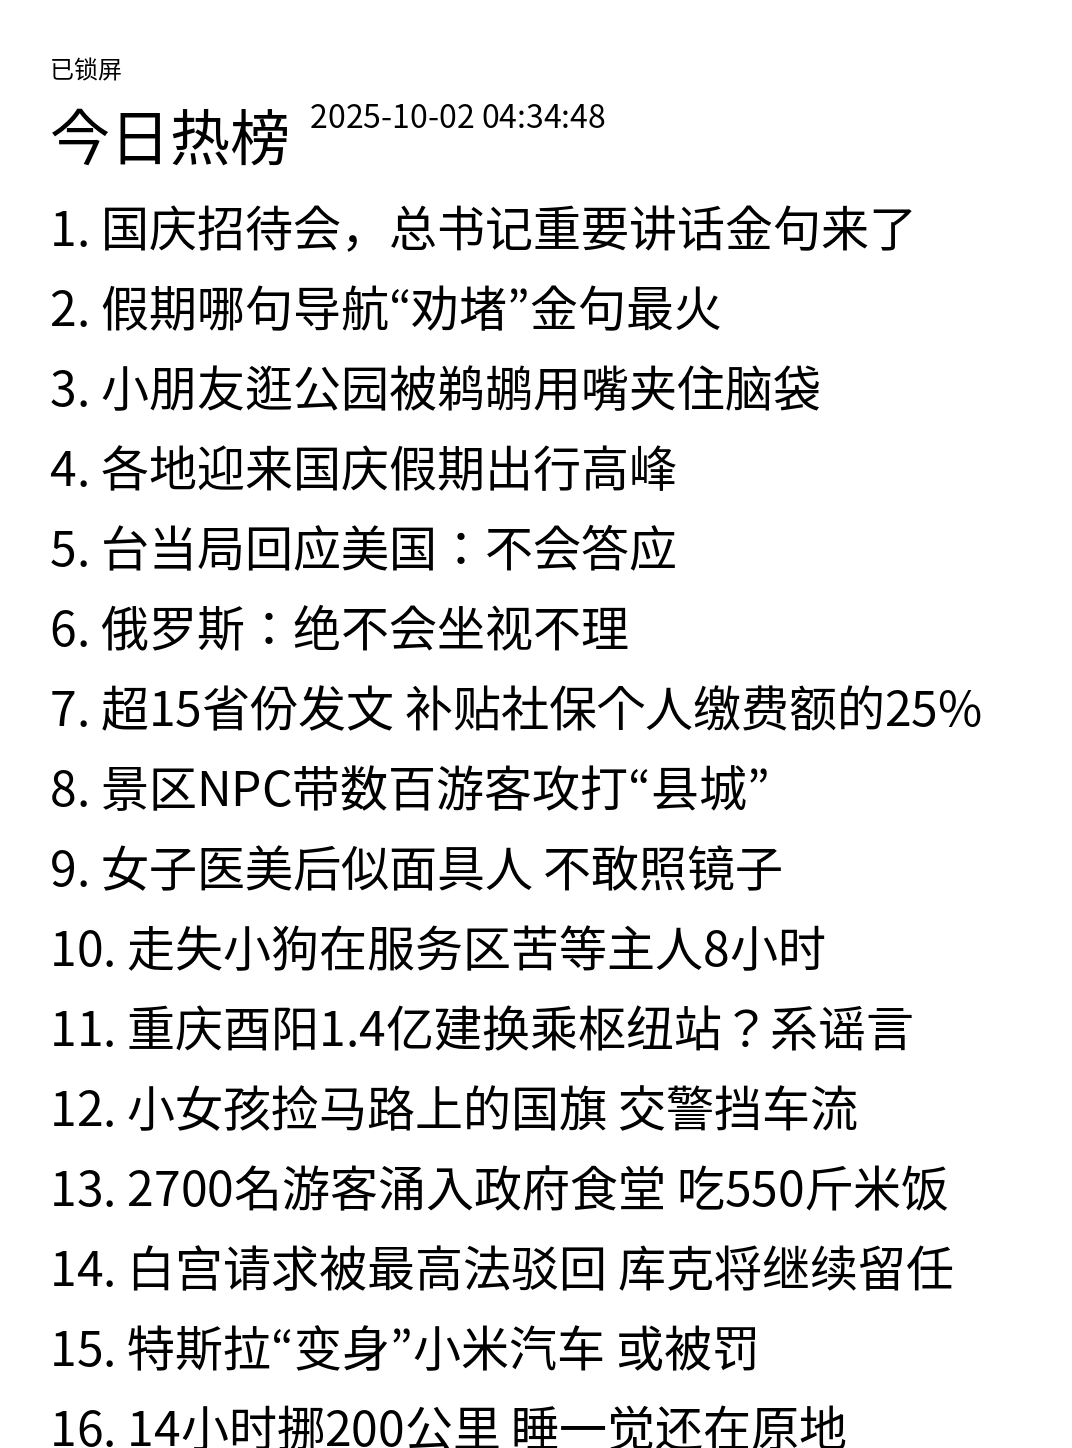 已锁屏
今日热榜 2025-10-02 04:34:48
1. 国庆招待会，总书记重要讲话金句来了
2. 假期哪句导航“劝堵”金句最火
3. 小朋友逛公园被鹈鹕用嘴夹住脑袋
4. 各地迎来国庆假期出行高峰
5. 台当局回应美国：不会答应
6. 俄罗斯：绝不会坐视不理
7. 超15省份发文 补贴社保个人缴费额的25%
8. 景区NPC带数百游客攻打“县城”
9. 女子医美后似面具人 不敢照镜子
10. 走失小狗在服务区苦等主人8小时
11. 重庆酉阳1.4亿建换乘枢纽站？系谣言
12. 小女孩捡马路上的国旗 交警挡车流
13. 2700名游客涌入政府食堂 吃550斤米饭
14. 白宫请求被最高法驳回 库克将继续留任
15. 特斯拉“变身”小米汽车 或被罚
16. 14小时挪200公里 睡一觉还在原地